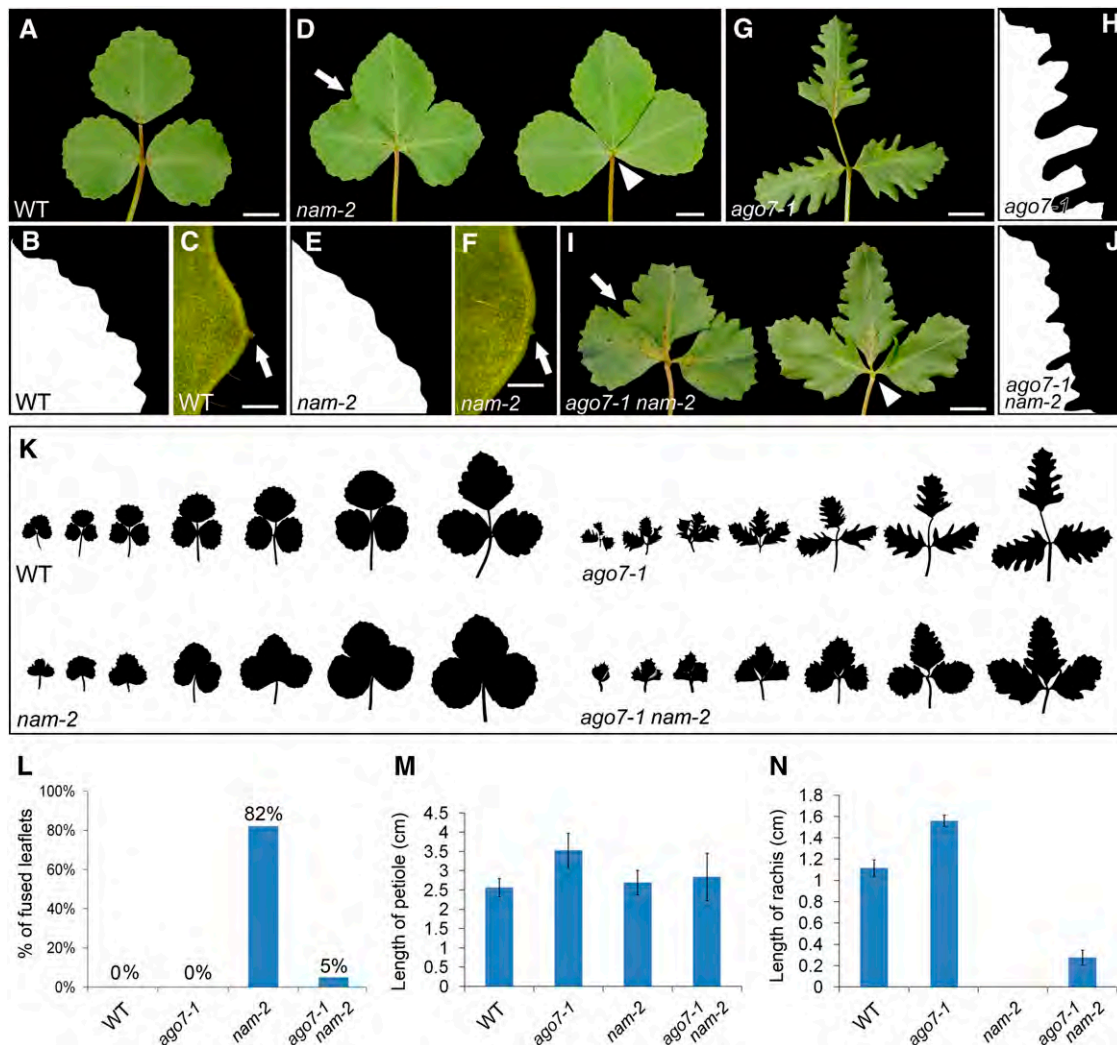 A
WT
D
nam-2
G
ago7-1
H
ago7-1
B
WT
C
WT
E
nam-2
F
nam-2
I
ago7-1 nam-2
J
ago7-1
nam-2
K
WT
ago7-1
nam-2
ago7-1 nam-2
L
% of fused leaflets
100%
80%
60%
40%
20%
0%
0%
0%
82%
5%
WT
ago7-1
nam-2
ago7-1
nam-2
M
Length of petiole (cm)
4.5
4
3.5
3
2.5
2
1.5
1
0.5
0
WT
ago7-1
nam-2
ago7-1
nam-2
N
Length of rachis (cm)
1.8
1.6
1.4
1.2
1
0.8
0.6
0.4
0.2
0
WT
ago7-1
nam-2
ago7-1
nam-2